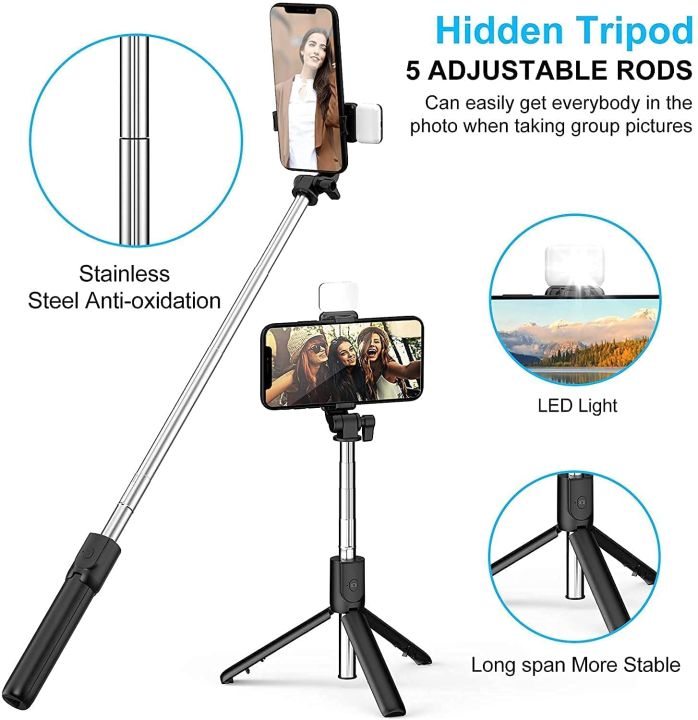 Hidden Tripod
5 ADJUSTABLE RODS
Can easily get everybody in the
photo when taking group pictures
Stainless
Steel Anti-oxidation
LED Light
Long span More Stable